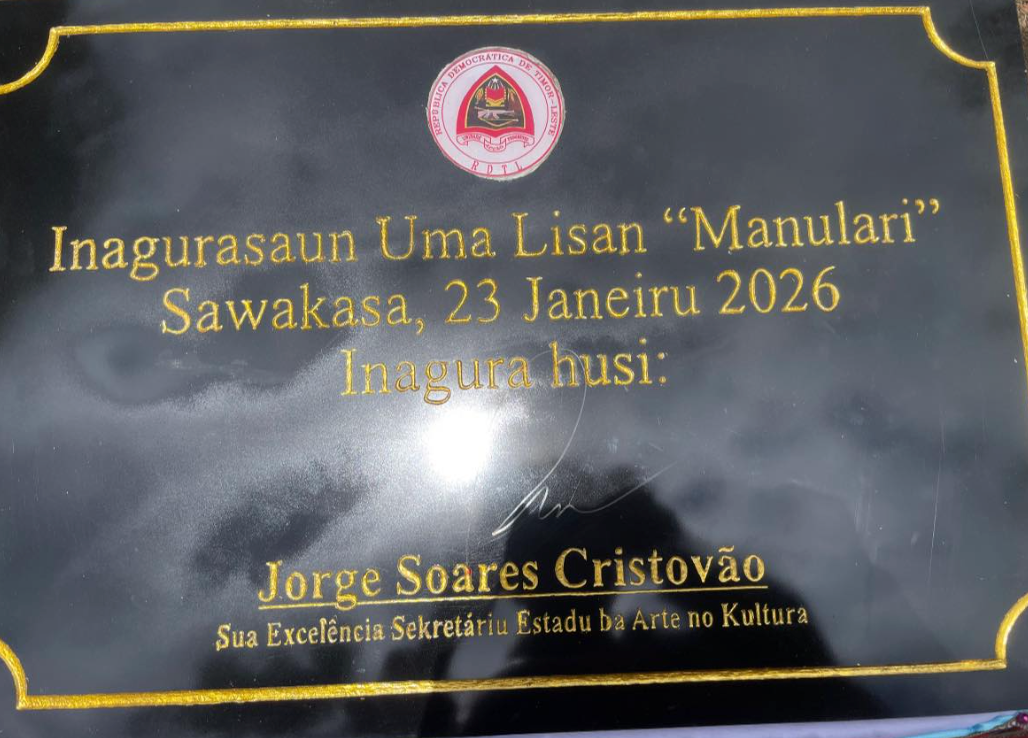 REPÚBLICA DEMOCRATICA DE TIMOR-LESTE
RDTL
Inagurasaun Uma Lisan “Manulari”
Sawakasa, 23 Janeiru 2026
Inagura husi:
Jorge Soares Cristovão
Sua Excelência Sekretáriu Estadu ba Arte no Kultura